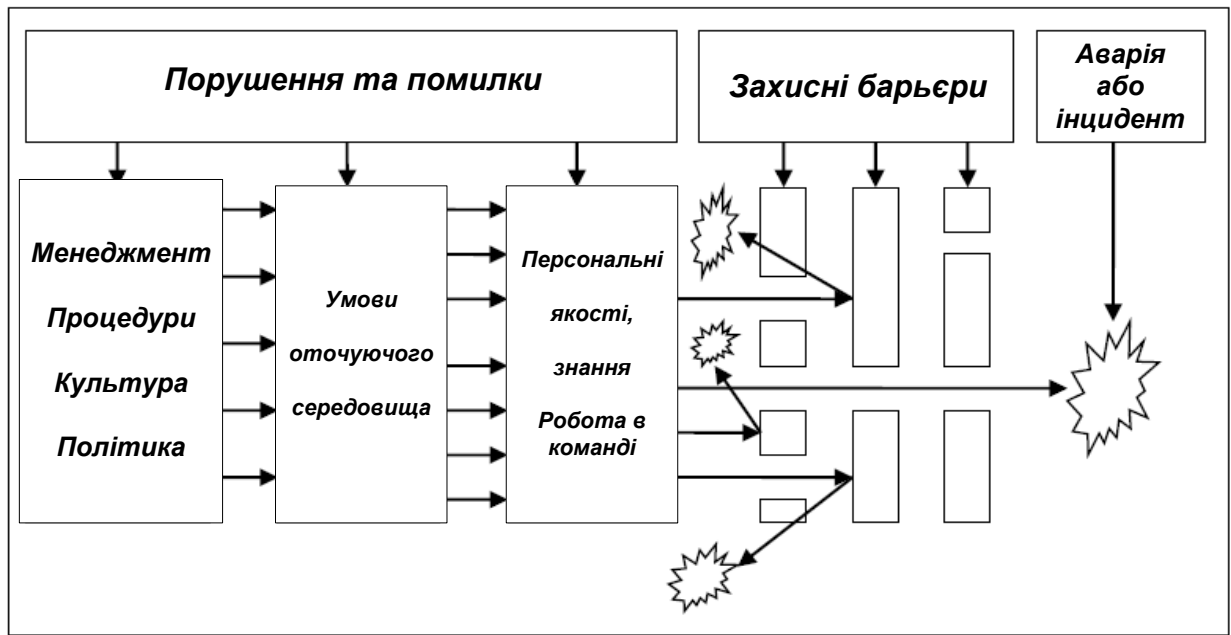 Порушення та помилки
Захисні барьєри
Аварія
або
інцидент
Менеджмент
Процедури
Культура
Політика
Умови
оточуючого
середовища
Персональні
якості,
знання
Робота в
команді